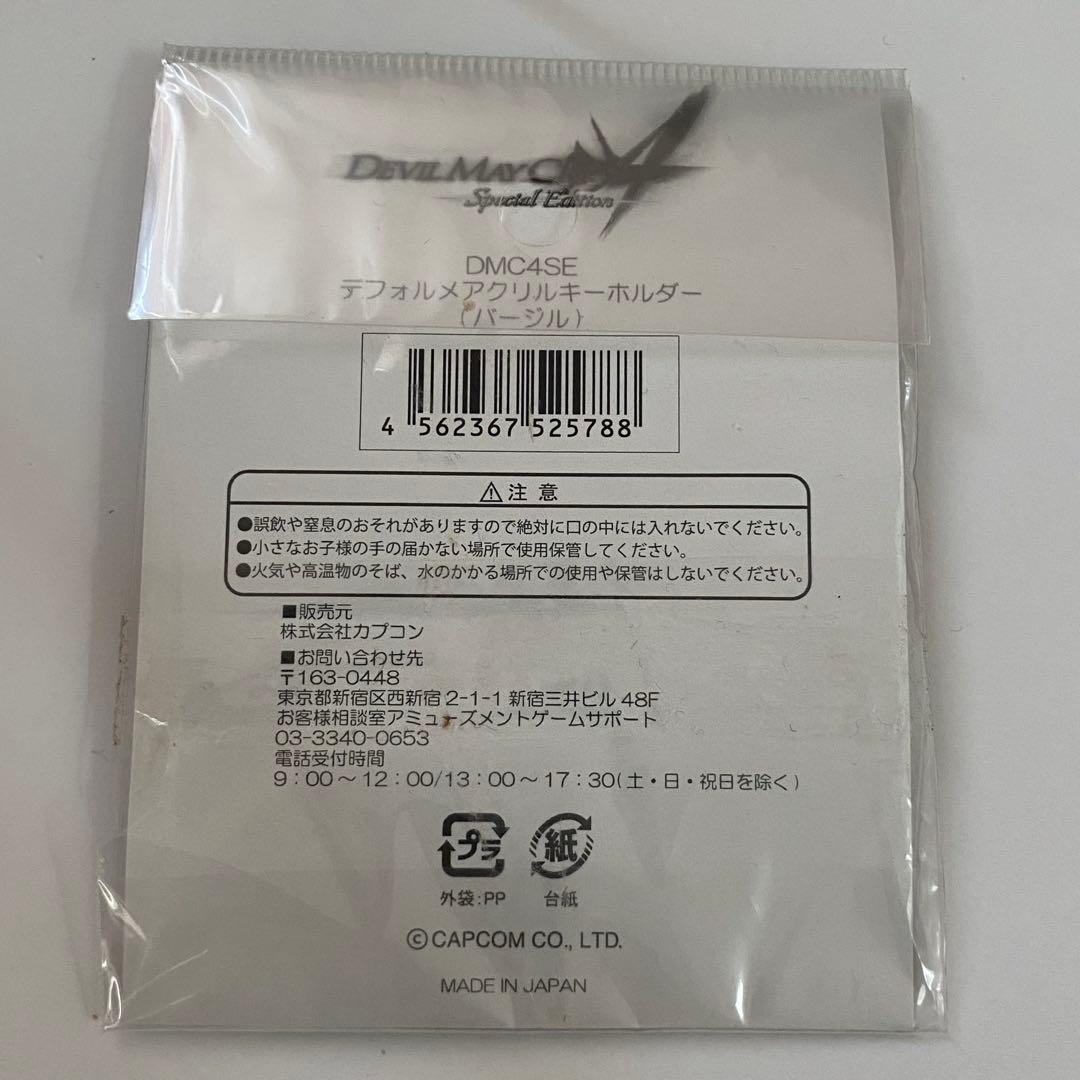 DEVIL MAY CRY 4
Special Edition
DMC4SE
デフォルメアクリルキーホルダー
(バージル)
4 562367 525788
⚠注 意
●誤飲や窒息のおそれがありますので絶対に口の中には入れないでください。
●小さなお子様の手の届かない場所で使用保管してください。
●火気や高温物のそば、水のかかる場所での使用や保管はしないでください。
■販売元
株式会社カプコン
■お問い合わせ先
〒163-0448
東京都新宿区西新宿 2-1-1 新宿三井ビル 48F
お客様相談室アミューズメントゲームサポート
03-3340-0653
電話受付時間
9:00～12:00/13:00～17:30(土・日・祝日を除く)
プラ 紙
外袋:PP 台紙
©CAPCOM CO., LTD.
MADE IN JAPAN